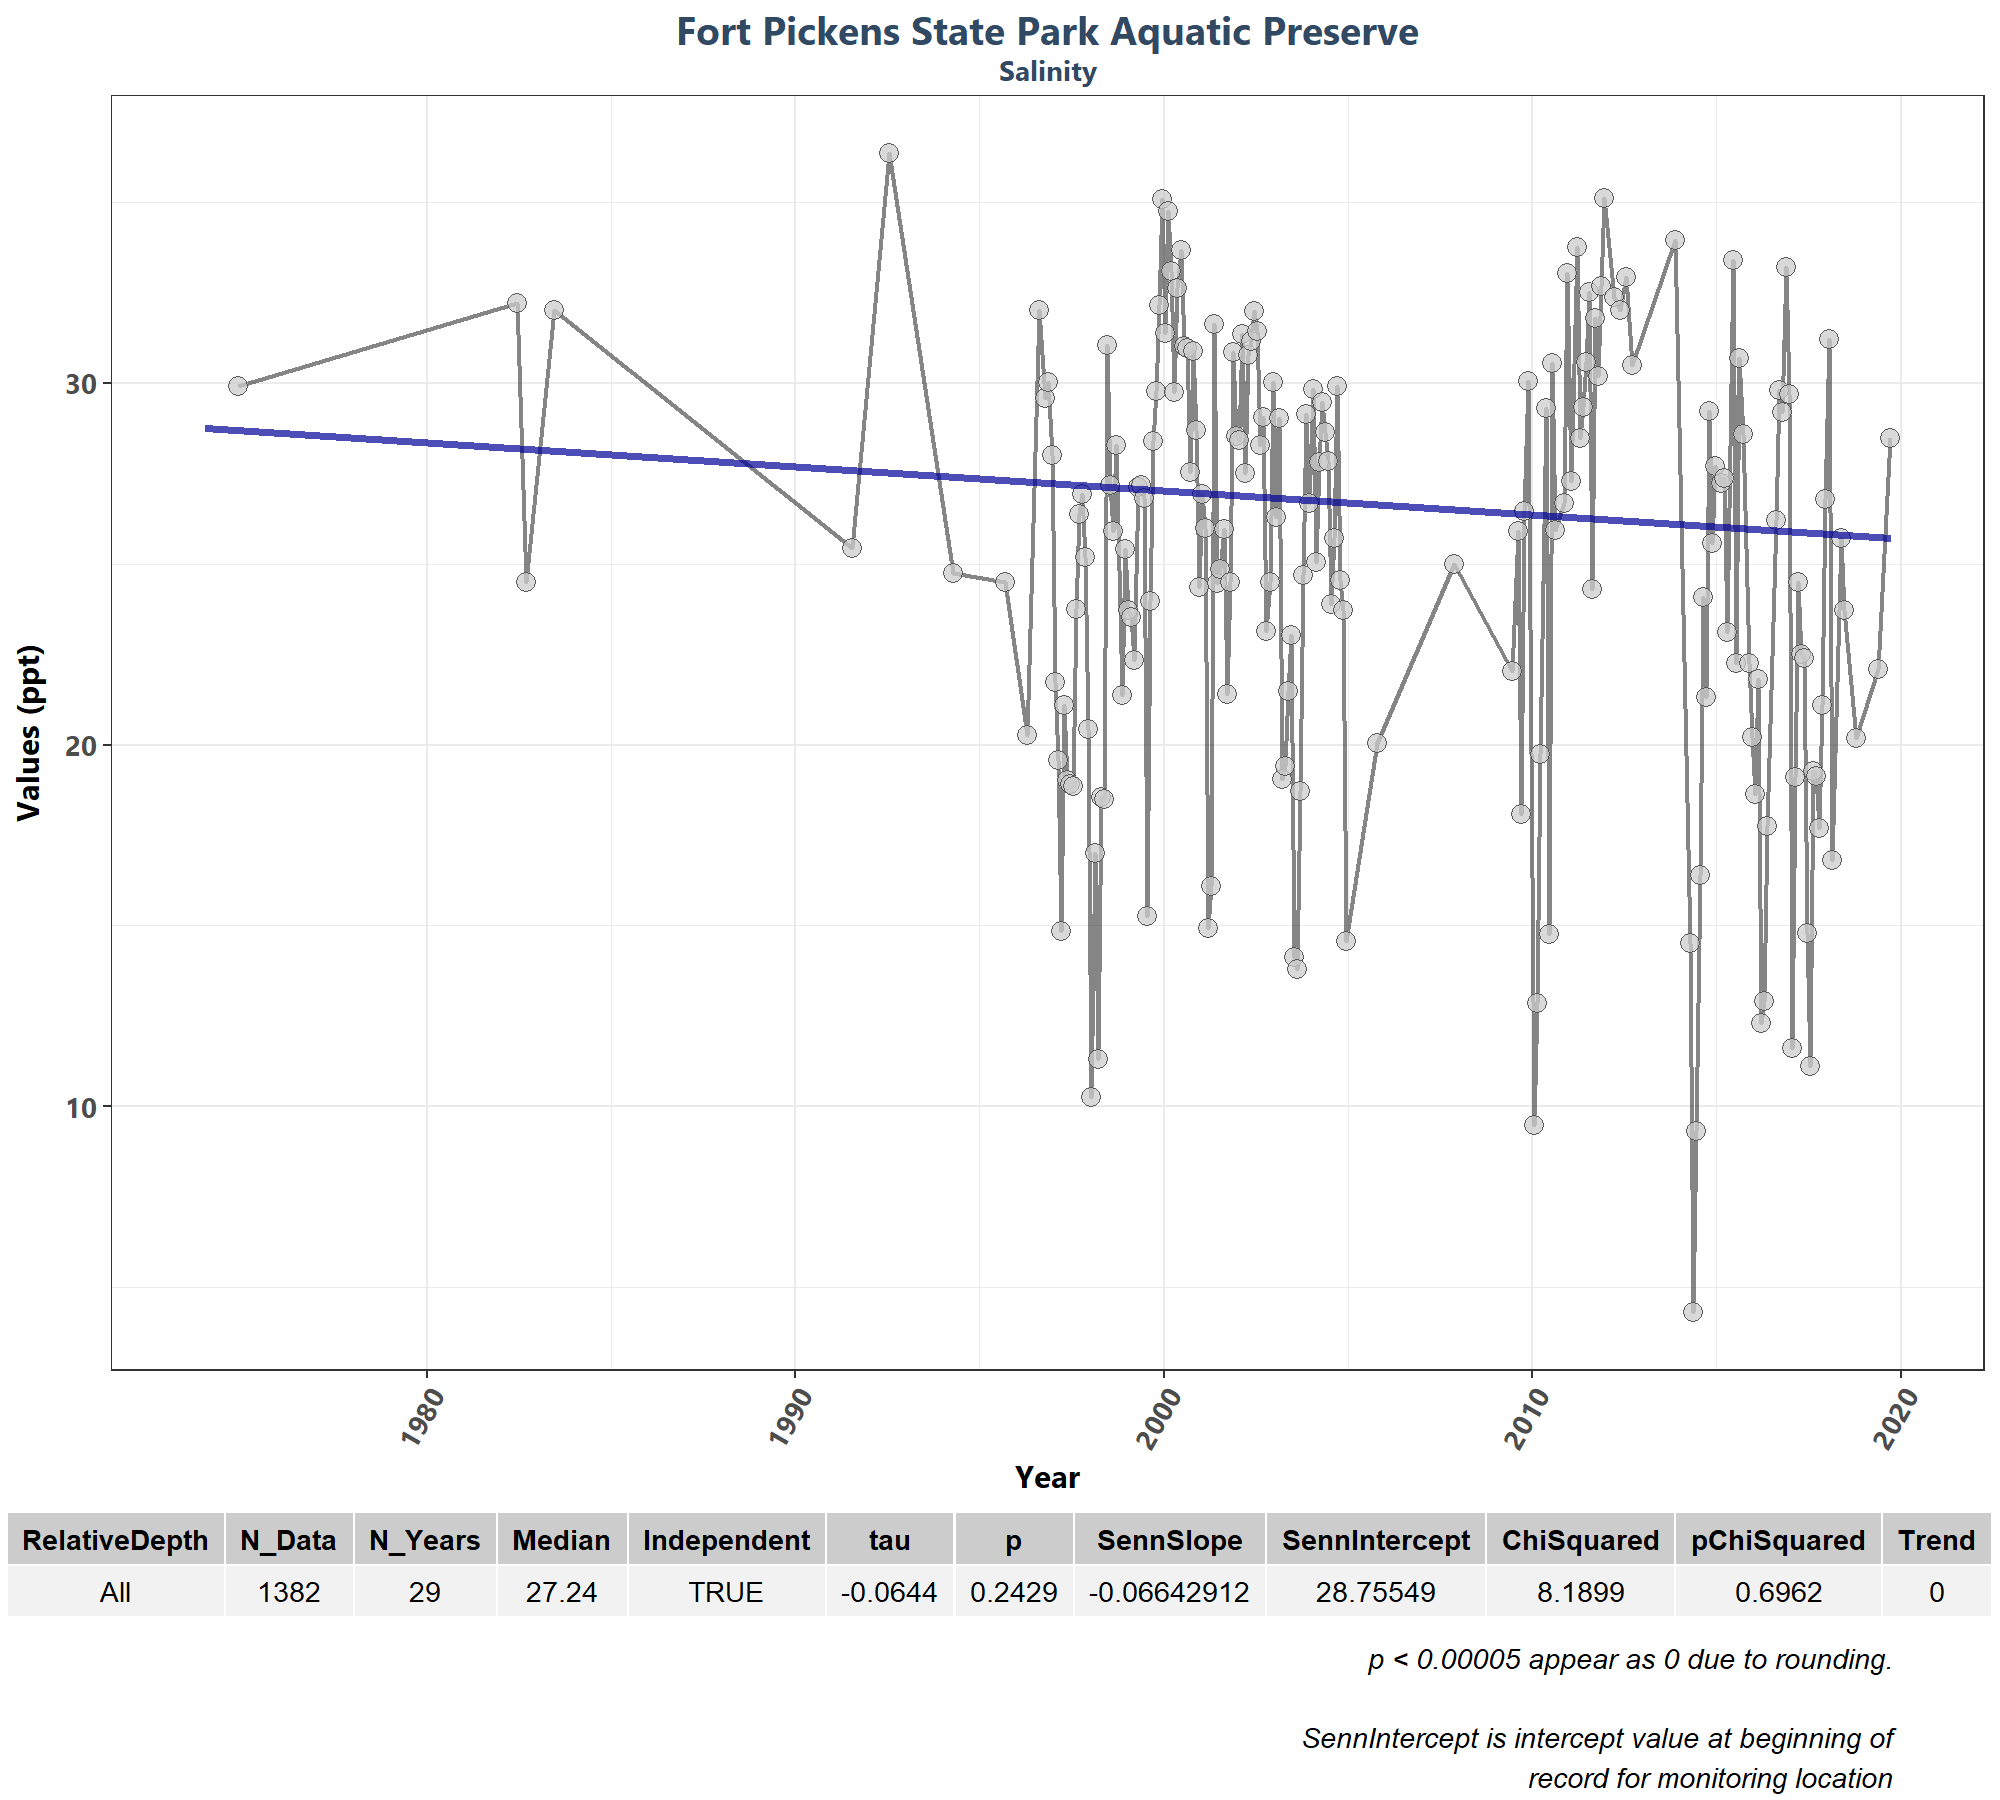 Fort Pickens State Park Aquatic Preserve
Salinity
Values (ppt)
30
20
10
1980
1990
2000
2010
2020
Year
RelativeDepth N_Data N_Years Median Independent tau p SennSlope SennIntercept ChiSquared pChiSquared Trend
All 1382 29 27.24 TRUE -0.0644 0.2429 -0.06642912 28.75549 8.1899 0.6962 0
p < 0.00005 appear as 0 due to rounding.
SennIntercept is intercept value at beginning of
record for monitoring location